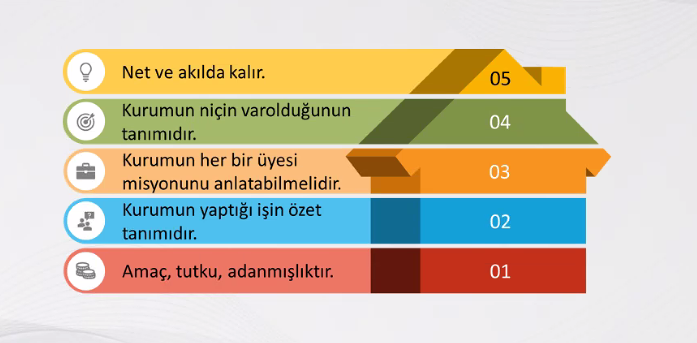 Net ve akılda kalır.
05
Kurumun niçin varolduğunun
tanımıdır.
04
Kurumun her bir üyesi
misyonunu anlatabilmelidir.
03
Kurumun yaptığı işin özet
tanımıdır.
02
Amaç, tutku, adanmışlıktır.
01